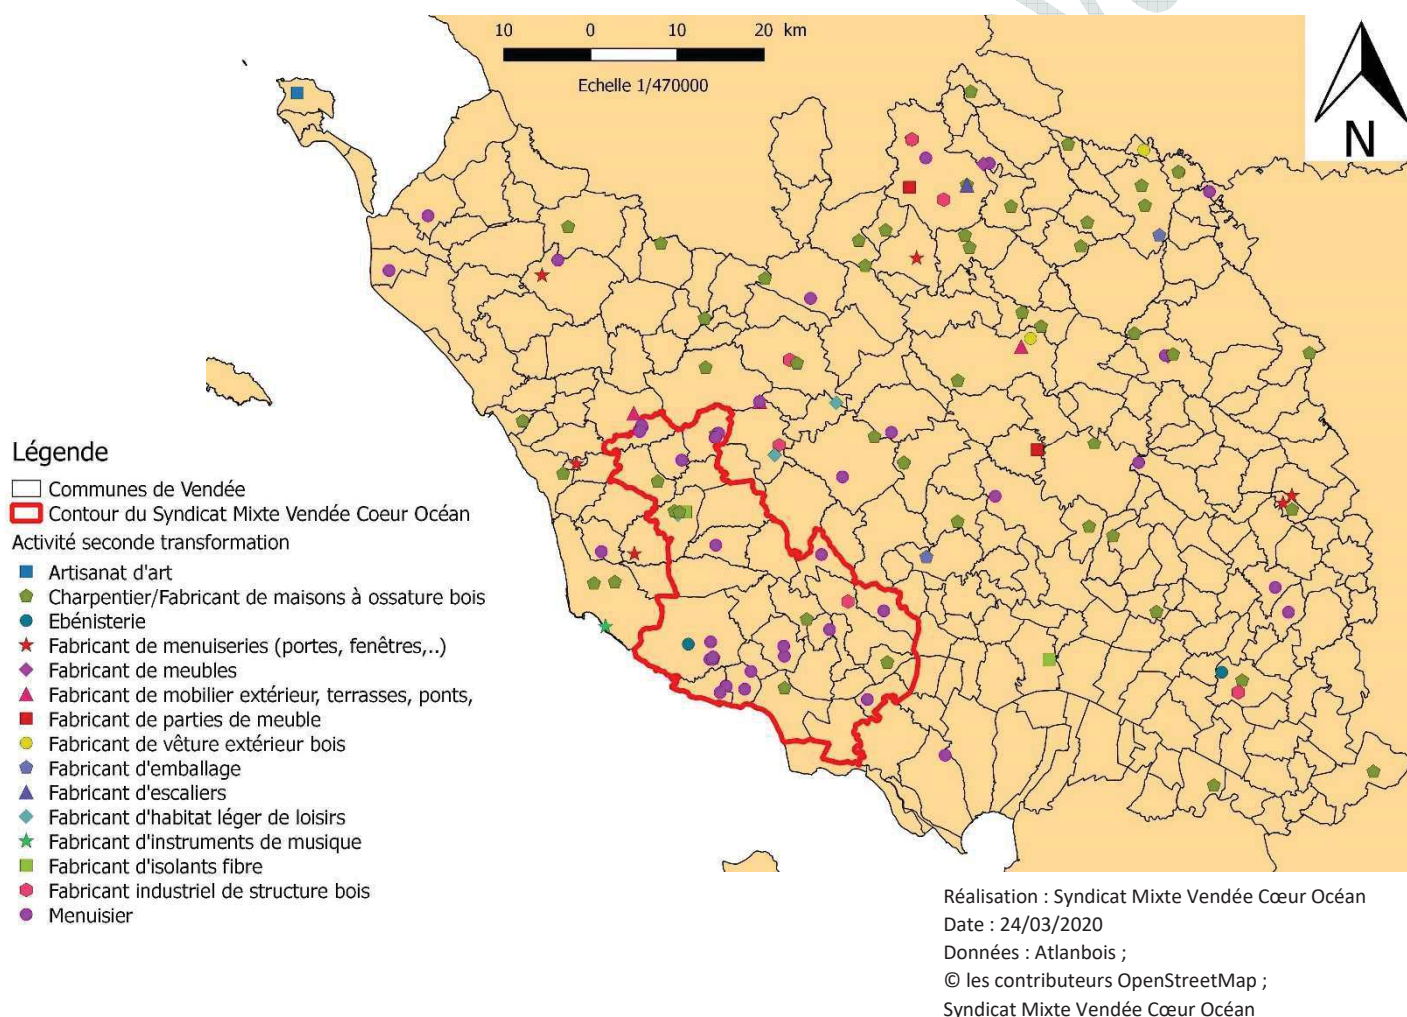 10 0 10 20 km
Echelle 1/470000
N
Légende
Communes de Vendée
Contour du Syndicat Mixte Vendée Coeur Océan
Activité seconde transformation
Artisanat d'art
Charpentier/Fabricant de maisons à ossature bois
Ebénisterie
Fabricant de menuiseries (portes, fenêtres,..)
Fabricant de meubles
Fabricant de mobilier extérieur, terrasses, ponts,
Fabricant de parties de meuble
Fabricant de vêture extérieur bois
Fabricant d'emballage
Fabricant d'escaliers
Fabricant d'habitat léger de loisirs
Fabricant d'instruments de musique
Fabricant d'isolants fibre
Fabricant industriel de structure bois
Menuisier
Réalisation : Syndicat Mixte Vendée Cœur Océan
Date : 24/03/2020
Données : Atlanbois ;
© les contributeurs OpenStreetMap ;
Syndicat Mixte Vendée Cœur Océan